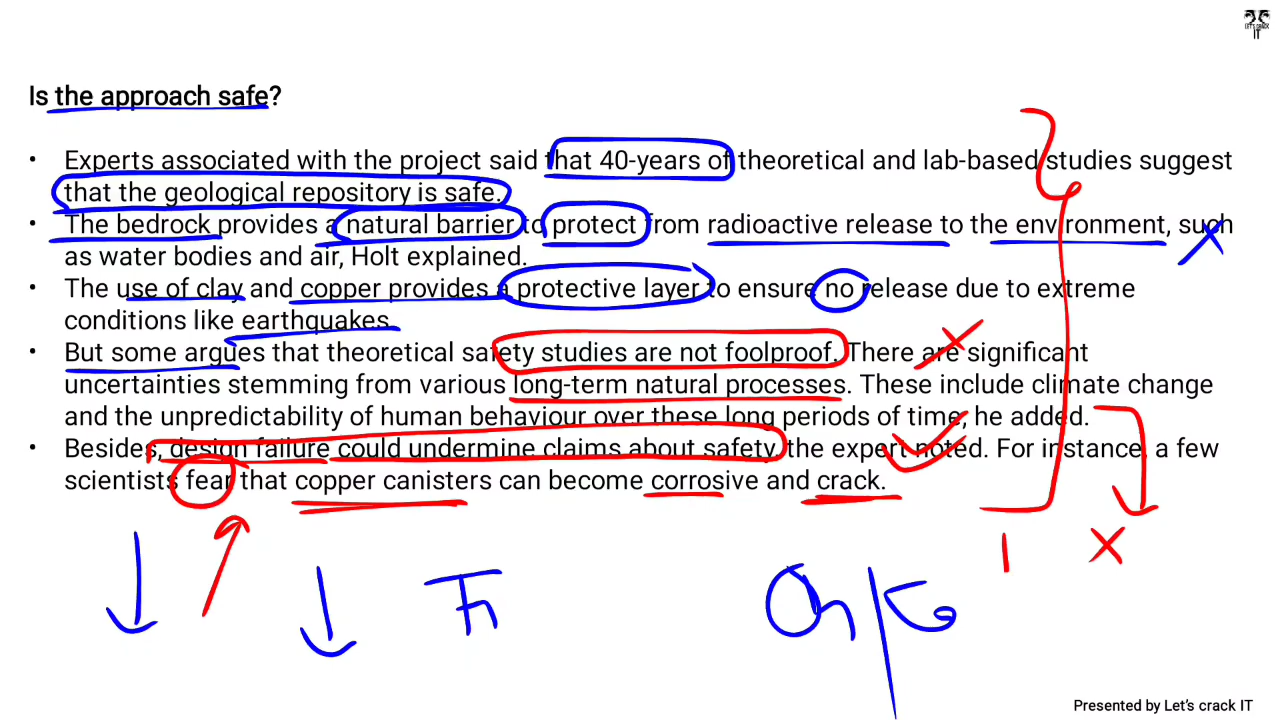 LET'S CRACK
IT
Is the approach safe?
• Experts associated with the project said that 40-years of theoretical and lab-based studies suggest
that the geological repository is safe.
• The bedrock provides a natural barrier to protect from radioactive release to the environment, such
as water bodies and air, Holt explained.
• The use of clay and copper provides a protective layer to ensure no release due to extreme
conditions like earthquakes.
• But some argues that theoretical safety studies are not foolproof. There are significant
uncertainties stemming from various long-term natural processes. These include climate change
and the unpredictability of human behaviour over these long periods of time, he added.
• Besides, design failure could undermine claims about safety, the expert noted. For instance, a few
scientists fear that copper canisters can become corrosive and crack.
Presented by Let's crack IT